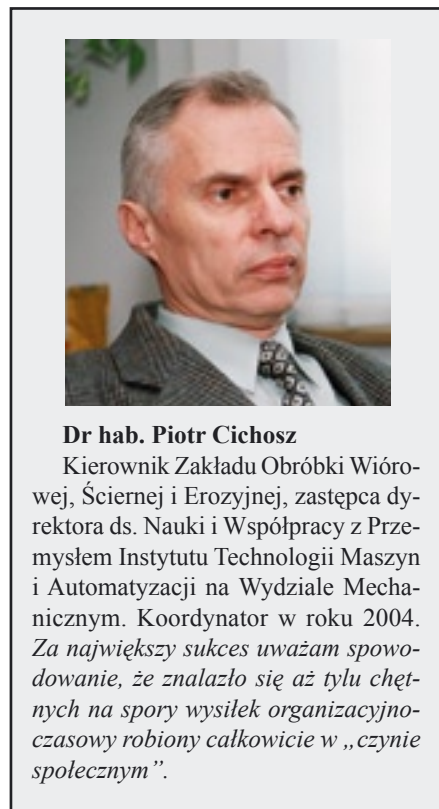 Dr hab. Piotr Cichosz
Kierownik Zakładu Obróbki Wióro-
wej, Ściernej i Erozyjnej, zastępca dy-
rektora ds. Nauki i Współpracy z Prze-
mysłem Instytutu Technologii Maszyn
i Automatyzacji na Wydziale Mecha-
nicznym. Koordynator w roku 2004.
Za największy sukces uważam spowo-
dowanie, że znalazło się aż tylu chęt-
nych na spory wysiłek organizacyjno-
czasowy robiony całkowicie w „czynie
społecznym”.